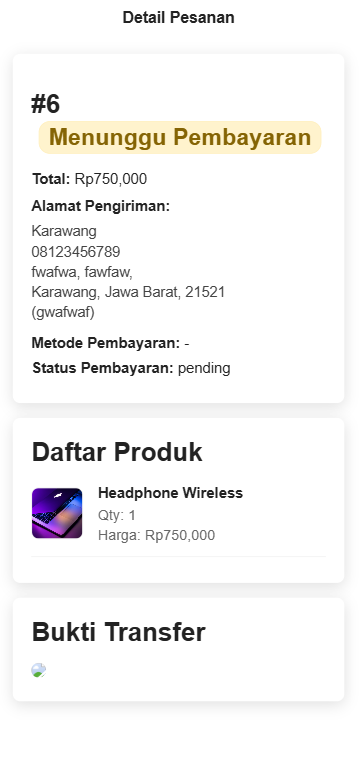 Detail Pesanan
#6
Menunggu Pembayaran
Total: Rp750,000
Alamat Pengiriman:
Karawang
08123456789
fwafwa, fawfaw,
Karawang, Jawa Barat, 21521
(gwafwaf)
Metode Pembayaran: -
Status Pembayaran: pending
Daftar Produk
Headphone Wireless
Qty: 1
Harga: Rp750,000
Bukti Transfer